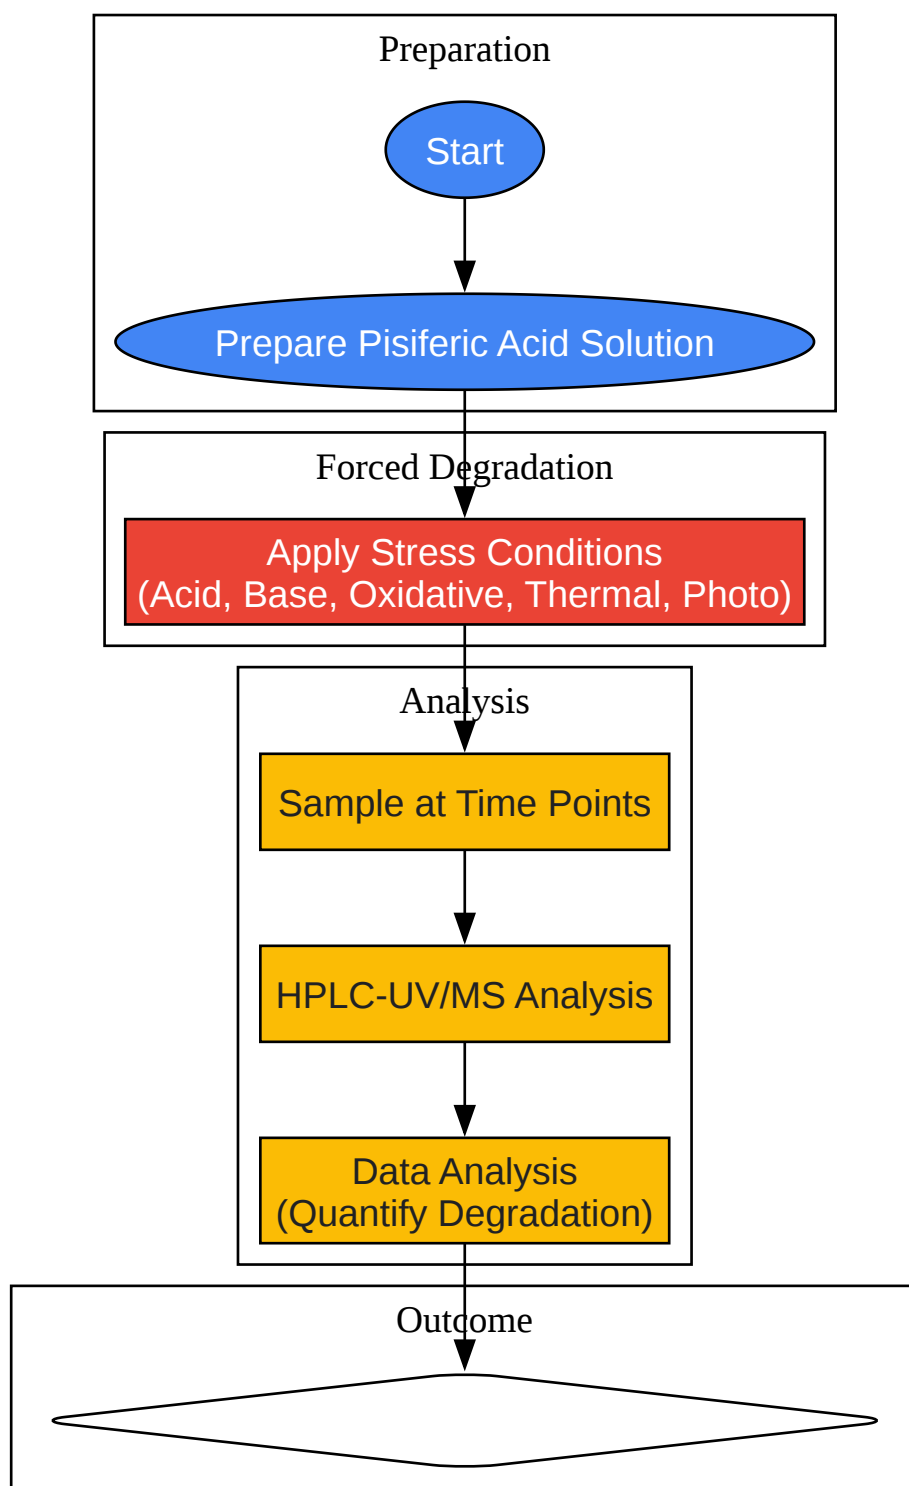 Preparation
Start
Prepare Pisiferic Acid Solution
Forced Degradation
Apply Stress Conditions
(Acid, Base, Oxidative, Thermal, Photo)
Analysis
Sample at Time Points
HPLC-UV/MS Analysis
Data Analysis
(Quantify Degradation)
Outcome